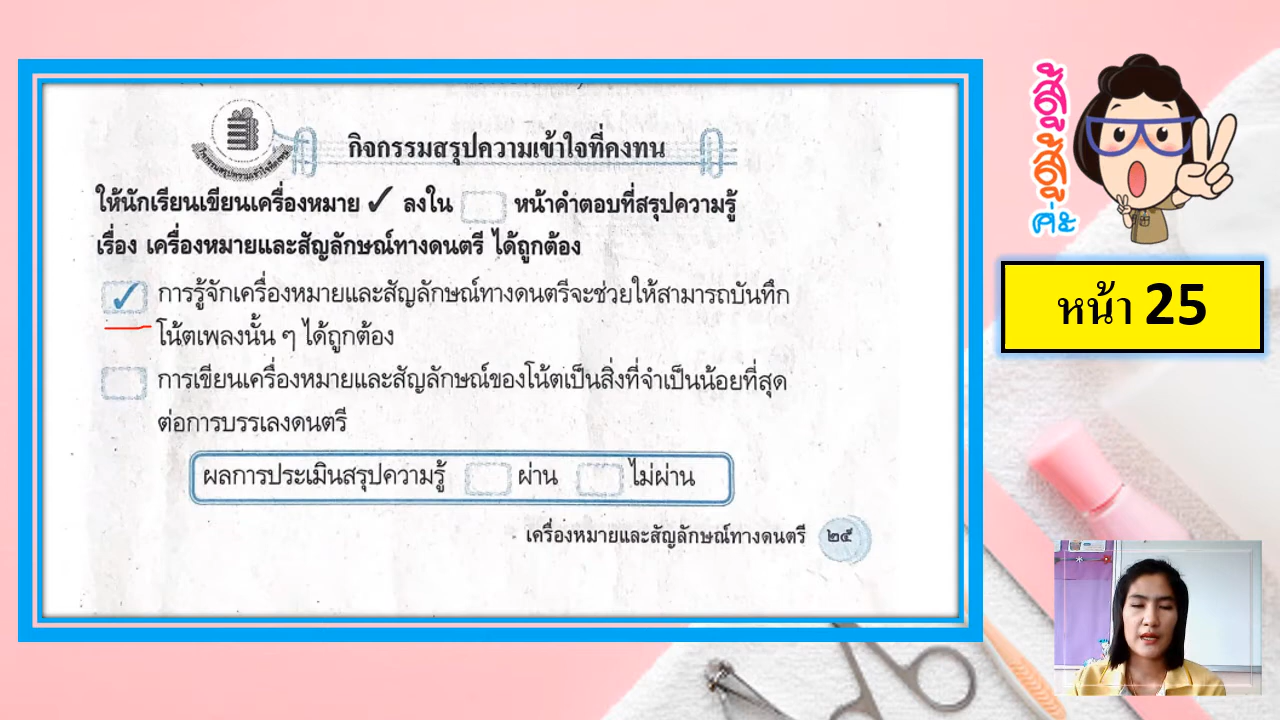 กิจกรรมสรุปความเข้าใจที่คงทน
ให้นักเรียนเขียนเครื่องหมาย ✓ ลงใน หน้าคำตอบที่สรุปความรู้
เรื่อง เครื่องหมายและสัญลักษณ์ทางดนตรี ได้ถูกต้อง
✓ การรู้จักเครื่องหมายและสัญลักษณ์ทางดนตรีจะช่วยให้สามารถบันทึก
โน้ตเพลงนั้น ๆ ได้ถูกต้อง
การเขียนเครื่องหมายและสัญลักษณ์ของโน้ตเป็นสิ่งที่จำเป็นน้อยที่สุด
ต่อการบรรเลงดนตรี
ผลการประเมินสรุปความรู้ ผ่าน ไม่ผ่าน
เครื่องหมายและสัญลักษณ์ทางดนตรี ๒๕
สู้สู้ค่ะ
หน้า 25